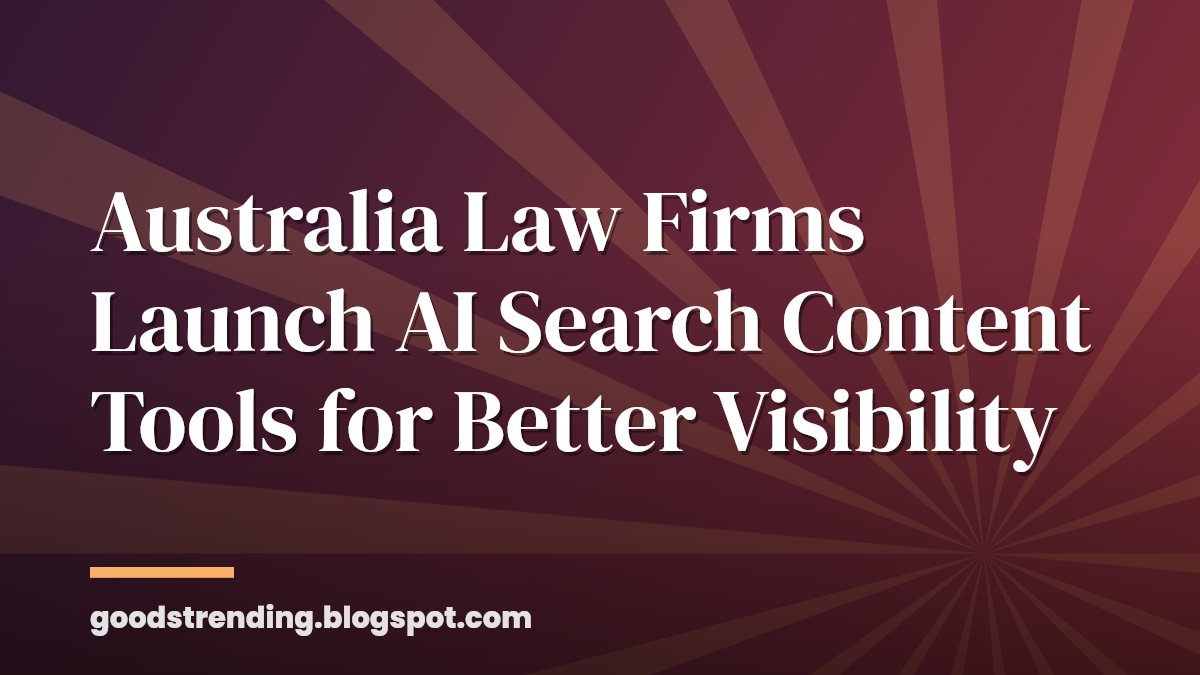 Australia Law Firms
Launch AI Search Content
Tools for Better Visibility
goodstrending.blogspot.com